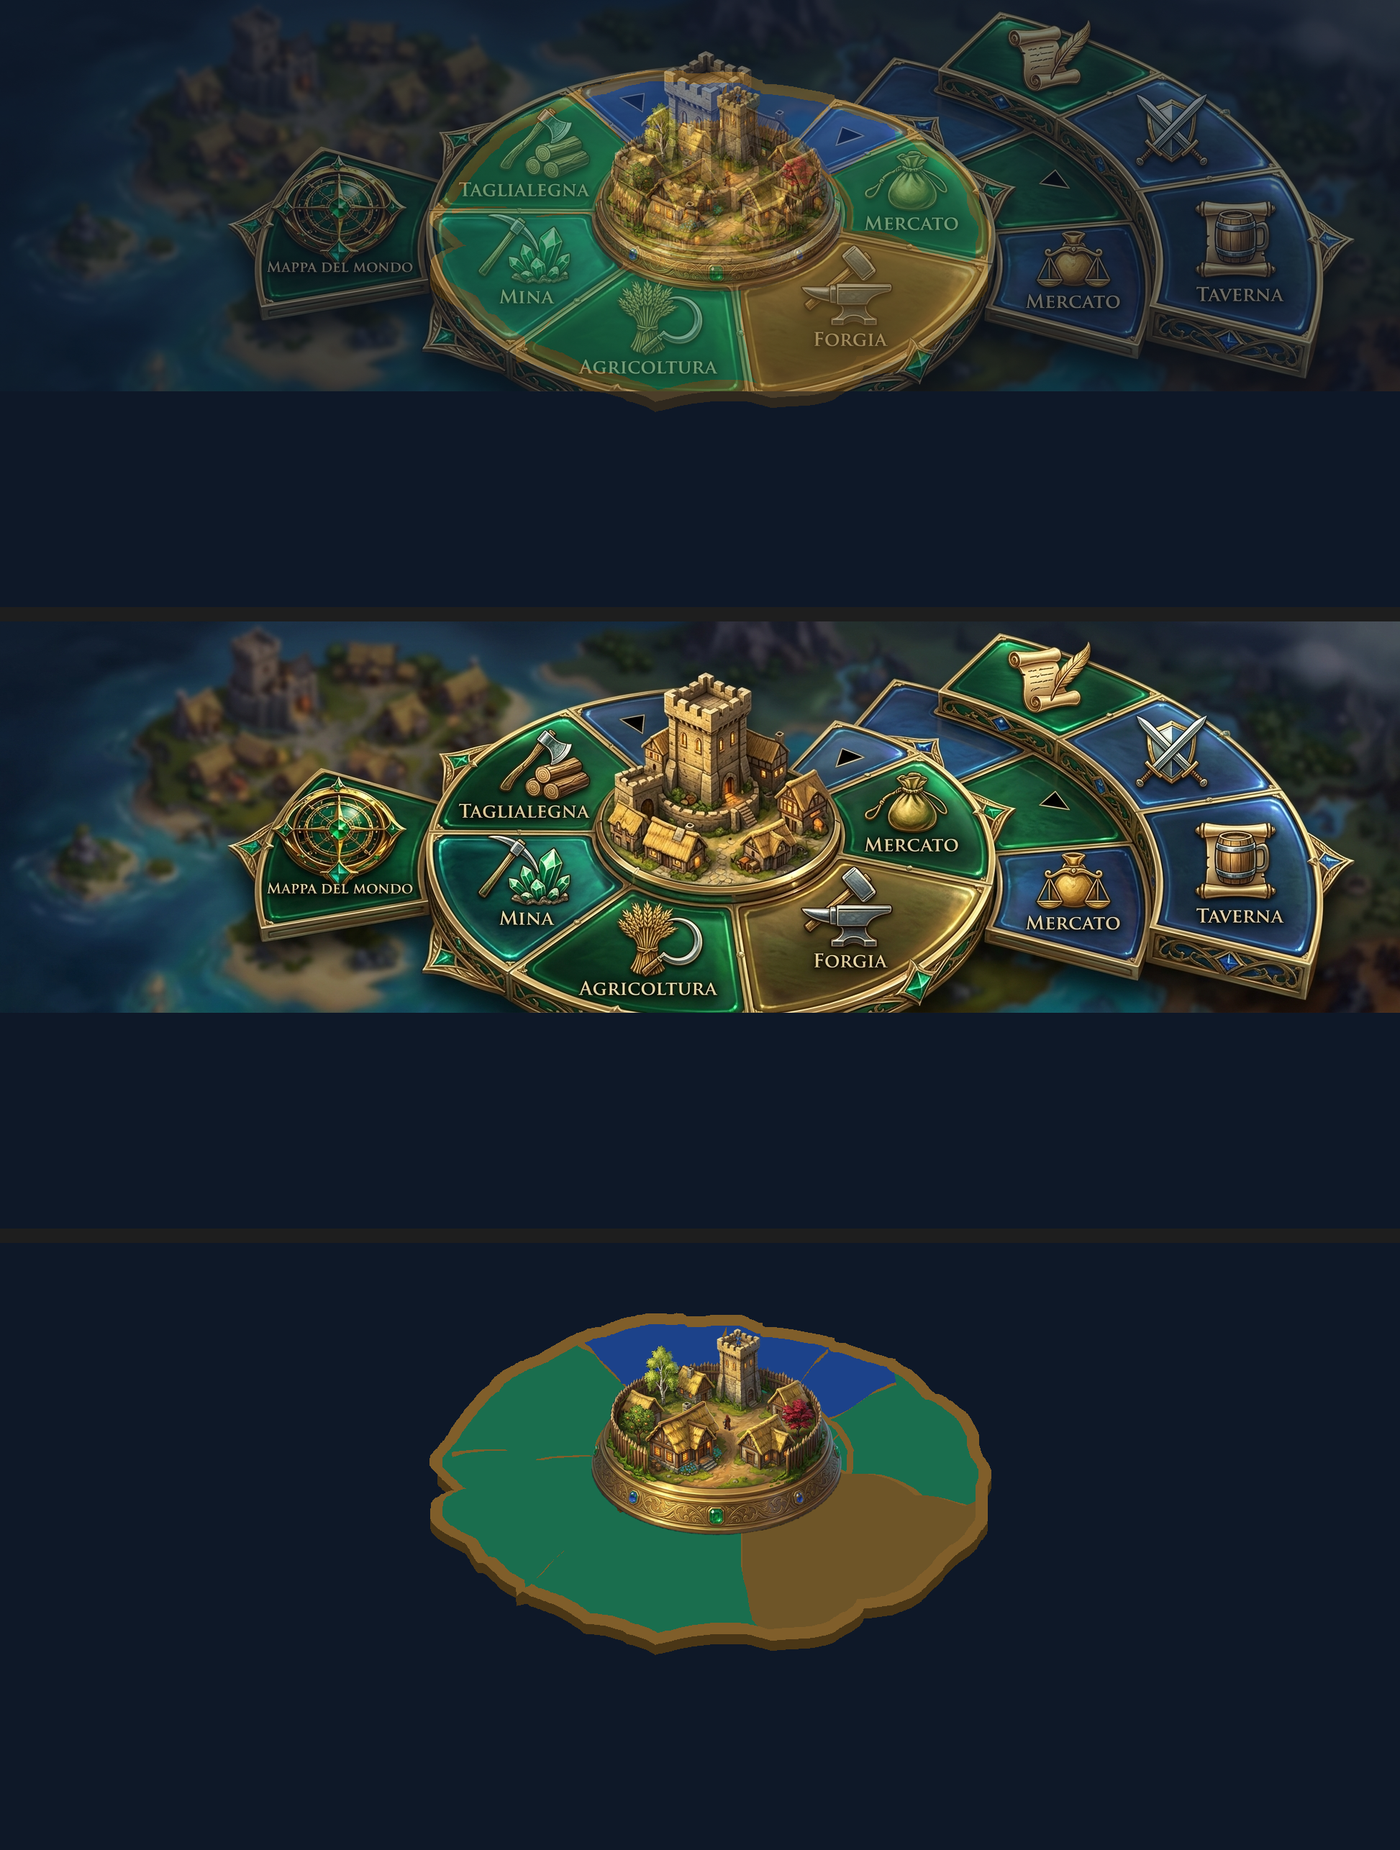 TAGLIALEGNA
MERCATO
MAPPA DEL MONDO
MINA
MERCATO
TAVERNA
FORGIA
AGRICOLTURA
TAGLIALEGNA
MERCATO
MAPPA DEL MONDO
MINA
MERCATO
TAVERNA
FORGIA
AGRICOLTURA